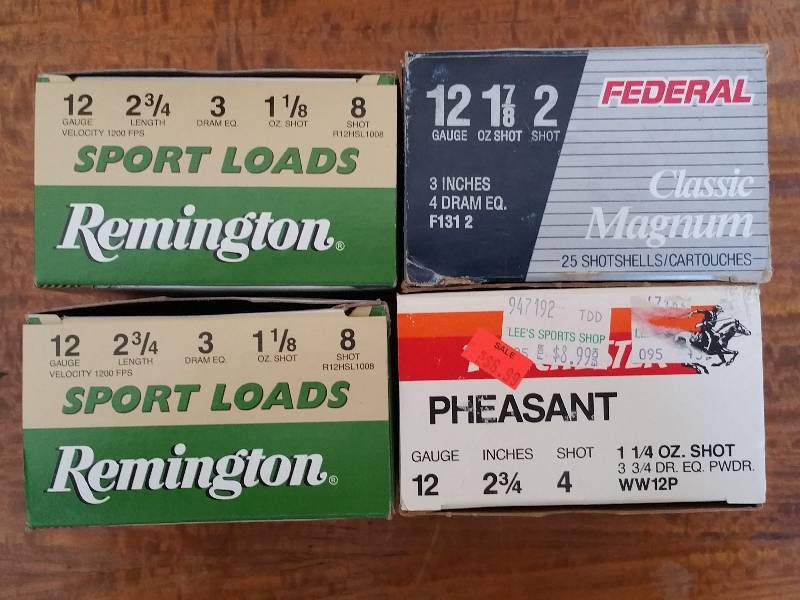 12 2 3/4 3 1 1/8 8
GAUGE LENGTH DRAM EQ. OZ. SHOT SHOT
VELOCITY 1200 FPS R12HSL1008
SPORT LOADS
Remington®
12 1 7/8 2
GAUGE OZ SHOT SHOT
FEDERAL
3 INCHES
4 DRAM EQ.
F131 2
Classic
Magnum
25 SHOTSHELLS/CARTOUCHES
12 2 3/4 3 1 1/8 8
GAUGE LENGTH DRAM EQ. OZ. SHOT SHOT
VELOCITY 1200 FPS R12HSL1008
SPORT LOADS
Remington®
947192 TDD
LEE'S SPORTS SHOP
$8.99
095
SALE
PHEASANT
GAUGE INCHES SHOT 1 1/4 OZ. SHOT
3 3/4 DR. EQ. PWDR.
12 2 3/4 4 WW12P